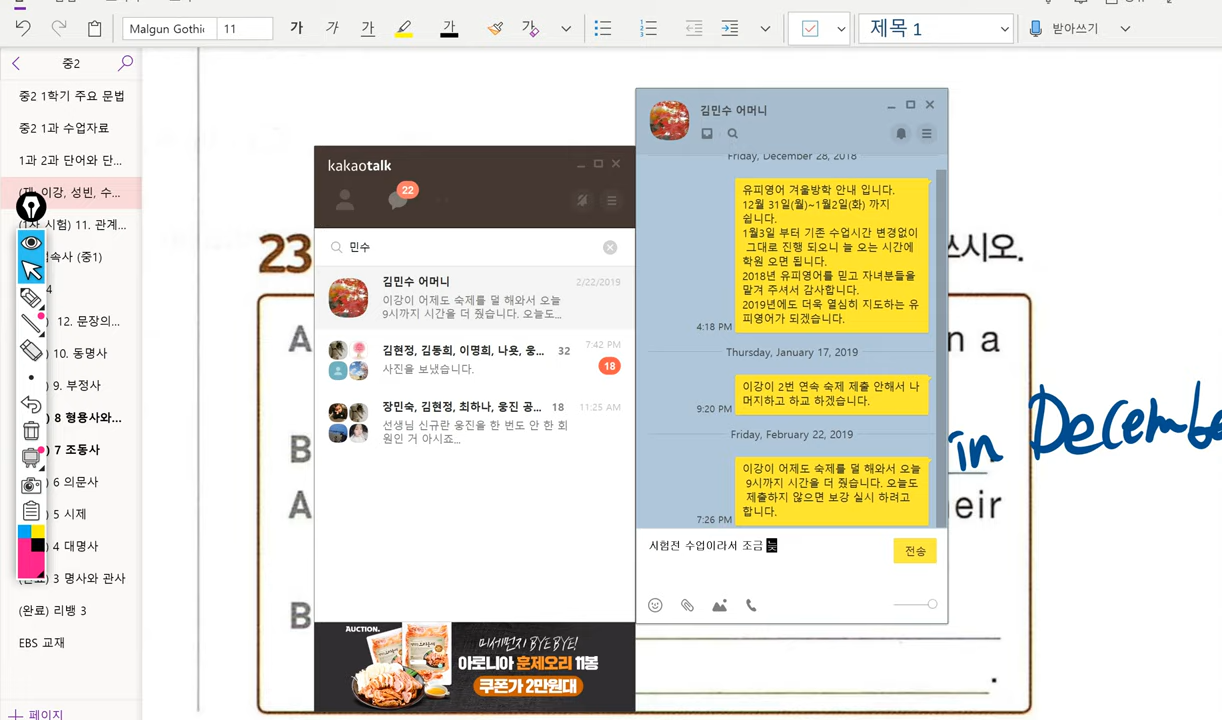 Malgun Gothic
11
가
가
가
가
가
제목 1
받아쓰기
중2
중2 1학기 주요 문법
중2 1과 수업자료
1과 2과 단어와 단...
이강, 성빈, 수...
시험) 11. 관계...
속사 (중1)
4
) 12. 문장의...
) 10. 동명사
) 9. 부정사
) 8 형용사와...
) 7 조동사
) 6 의문사
) 5 시제
) 4 대명사
) 3 명사와 관사
(완료) 리뱅 3
EBS 교재
페이지
23
쓰시오.
A
n a
B
in December
A
eir
B
.
kakaotalk
22
민수
김민수 어머니
2/22/2019
이강이 어제도 숙제를 덜 해와서 오늘
9시까지 시간을 더 줬습니다. 오늘도...
김현정, 김동희, 이명희, 나욧, 웅...
32
7:42 PM
사진을 보냈습니다.
18
장민숙, 김현정, 최하나, 웅진 공...
18
11:25 AM
선생님 신규란 웅진을 한 번도 안 한 회
원인 거 아시죠...
AUCTION.
미세먼지 BYE BYE!
아로니아 훈제오리 11봉
쿠폰가 2만원대
김민수 어머니
Friday, December 28, 2018
유피영어 겨울방학 안내 입니다.
12월 31일(월)~1월2일(화) 까지
쉽니다.
1월3일 부터 기존 수업시간 변경없이
그대로 진행 되오니 늘 오는 시간에
학원 오면 됩니다.
2018년 유피영어를 믿고 자녀분들을
맡겨 주셔서 감사합니다.
2019년에도 더욱 열심히 지도하는 유
피영어가 되겠습니다.
4:18 PM
Thursday, January 17, 2019
이강이 2번 연속 숙제 제출 안해서 나
머지하고 하고 하겠습니다.
9:20 PM
Friday, February 22, 2019
이강이 어제도 숙제를 덜 해와서 오늘
9시까지 시간을 더 줬습니다. 오늘도
제출하지 않으면 보강 실시 하려고
합니다.
7:26 PM
시험전 수업이라서 조금 늦
전송